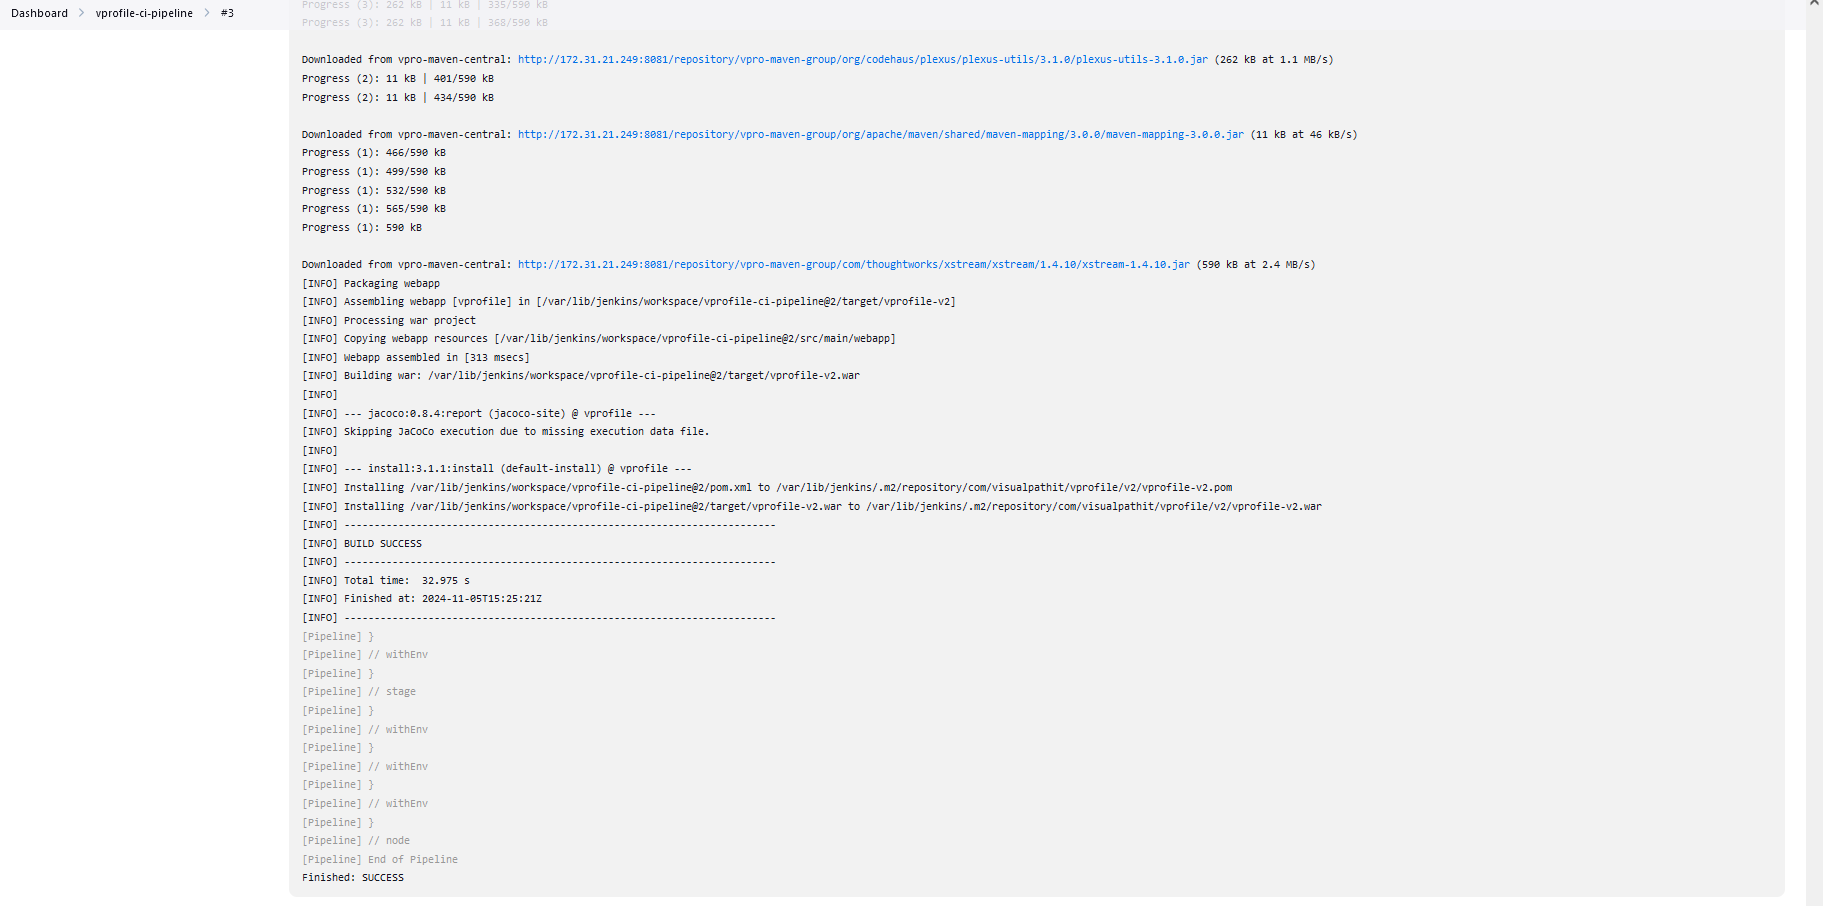 Dashboard > vprofile-ci-pipeline > #3
Progress (3): 262 kB | 11 kB | 335/590 kB
Progress (3): 262 kB | 11 kB | 368/590 kB
Downloaded from vpro-maven-central: http://172.31.21.249:8081/repository/vpro-maven-group/org/codehaus/plexus/plexus-utils/3.1.0/plexus-utils-3.1.0.jar (262 kB at 1.1 MB/s)
Progress (2): 11 kB | 401/590 kB
Progress (2): 11 kB | 434/590 kB
Downloaded from vpro-maven-central: http://172.31.21.249:8081/repository/vpro-maven-group/org/apache/maven/shared/maven-mapping/3.0.0/maven-mapping-3.0.0.jar (11 kB at 46 kB/s)
Progress (1): 466/590 kB
Progress (1): 499/590 kB
Progress (1): 532/590 kB
Progress (1): 565/590 kB
Progress (1): 590 kB
Downloaded from vpro-maven-central: http://172.31.21.249:8081/repository/vpro-maven-group/com/thoughtworks/xstream/xstream/1.4.10/xstream-1.4.10.jar (590 kB at 2.4 MB/s)
[INFO] Packaging webapp
[INFO] Assembling webapp [vprofile] in [/var/lib/jenkins/workspace/vprofile-ci-pipeline@2/target/vprofile-v2]
[INFO] Processing war project
[INFO] Copying webapp resources [/var/lib/jenkins/workspace/vprofile-ci-pipeline@2/src/main/webapp]
[INFO] Webapp assembled in [313 msecs]
[INFO] Building war: /var/lib/jenkins/workspace/vprofile-ci-pipeline@2/target/vprofile-v2.war
[INFO]
[INFO] --- jacoco:0.8.4:report (jacoco-site) @ vprofile ---
[INFO] Skipping JaCoCo execution due to missing execution data file.
[INFO]
[INFO] --- install:3.1.1:install (default-install) @ vprofile ---
[INFO] Installing /var/lib/jenkins/workspace/vprofile-ci-pipeline@2/pom.xml to /var/lib/jenkins/.m2/repository/com/visualpathit/vprofile/v2/vprofile-v2.pom
[INFO] Installing /var/lib/jenkins/workspace/vprofile-ci-pipeline@2/target/vprofile-v2.war to /var/lib/jenkins/.m2/repository/com/visualpathit/vprofile/v2/vprofile-v2.war
[INFO] ------------------------------------------------------------------------
[INFO] BUILD SUCCESS
[INFO] ------------------------------------------------------------------------
[INFO] Total time:  32.975 s
[INFO] Finished at: 2024-11-05T15:25:21Z
[INFO] ------------------------------------------------------------------------
[Pipeline] }
[Pipeline] // withEnv
[Pipeline] }
[Pipeline] // stage
[Pipeline] }
[Pipeline] // withEnv
[Pipeline] }
[Pipeline] // withEnv
[Pipeline] }
[Pipeline] // withEnv
[Pipeline] }
[Pipeline] // node
[Pipeline] End of Pipeline
Finished: SUCCESS